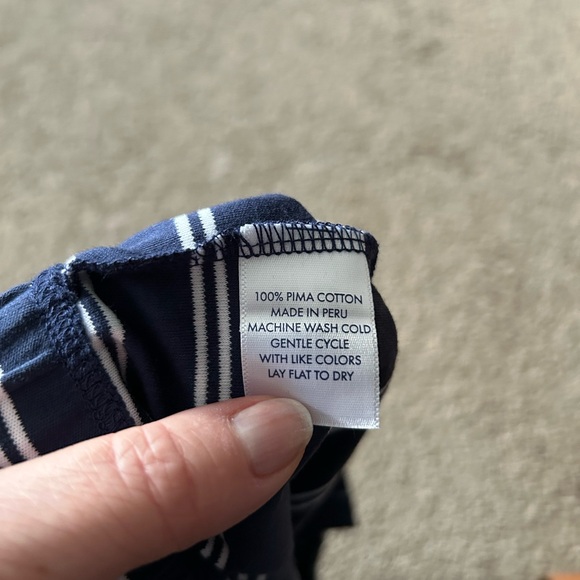 100% PIMA COTTON
MADE IN PERU
MACHINE WASH COLD
GENTLE CYCLE
WITH LIKE COLORS
LAY FLAT TO DRY